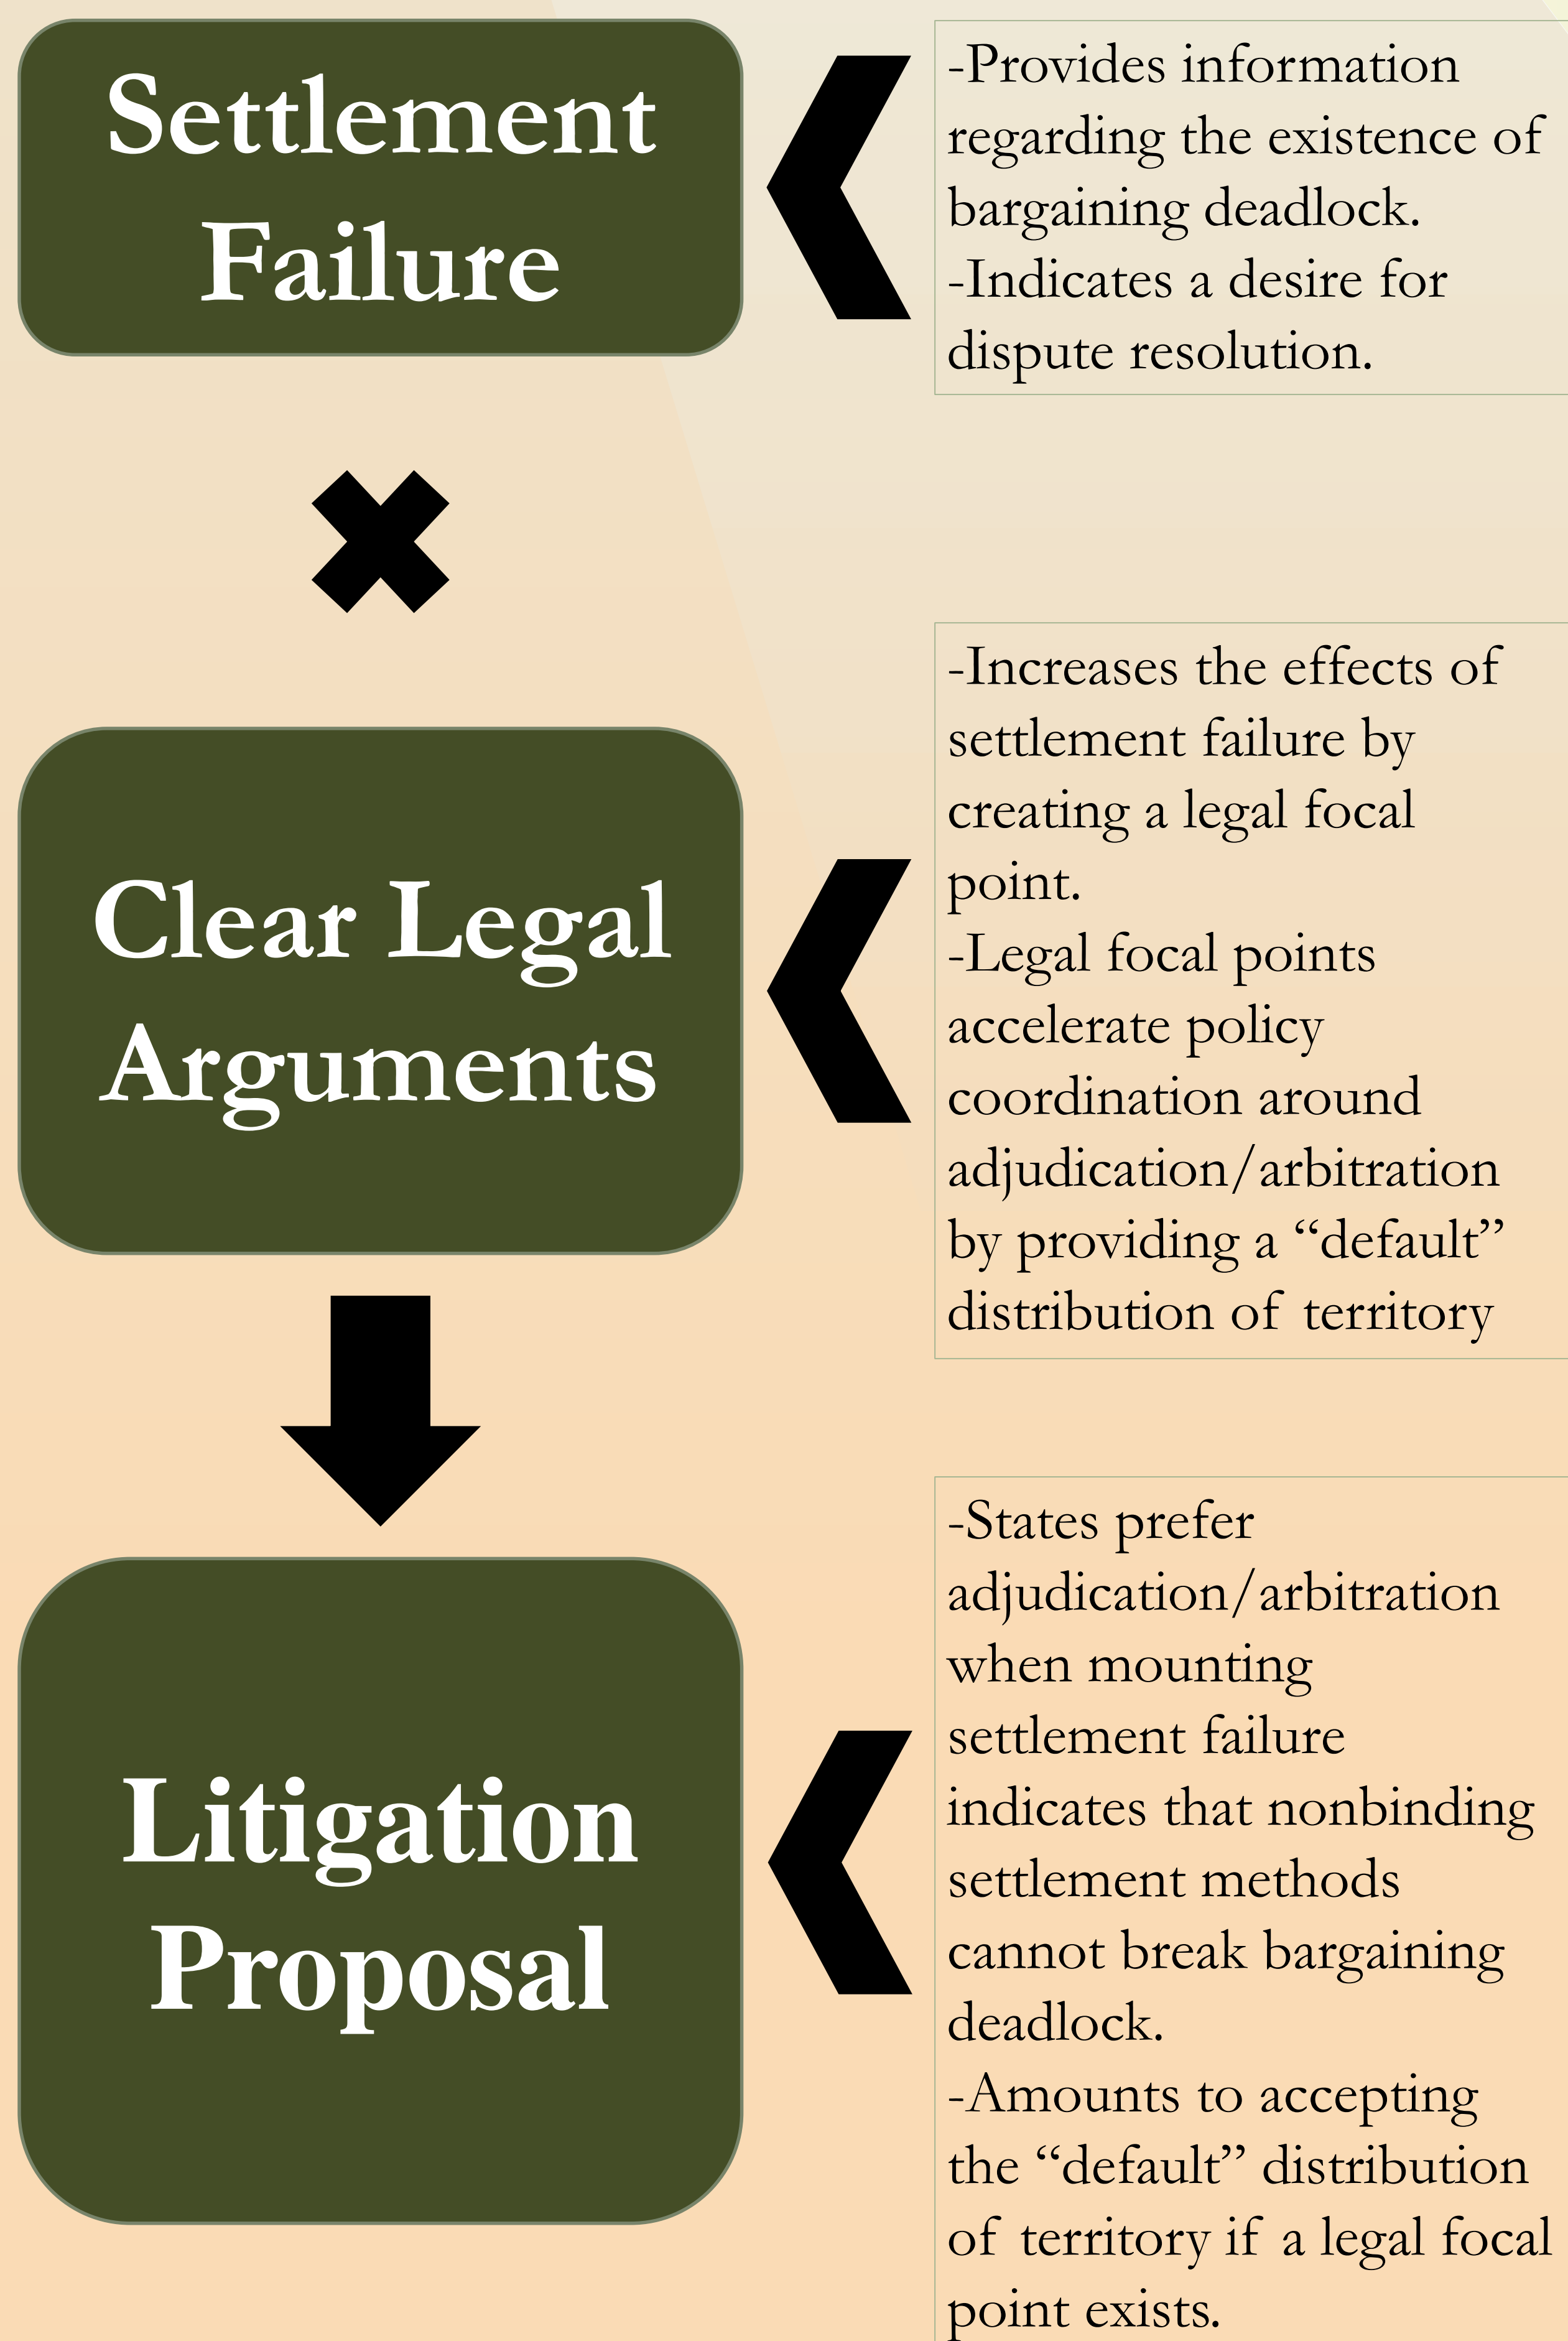 Settlement
Failure
-Provides information
regarding the existence of
bargaining deadlock.
-Indicates a desire for
dispute resolution.
Clear Legal
Arguments
-Increases the effects of
settlement failure by
creating a legal focal
point.
-Legal focal points
accelerate policy
coordination around
adjudication/arbitration
by providing a “default”
distribution of territory
Litigation
Proposal
-States prefer
adjudication/arbitration
when mounting
settlement failure
indicates that nonbinding
settlement methods
cannot break bargaining
deadlock.
-Amounts to accepting
the “default” distribution
of territory if a legal focal
point exists.